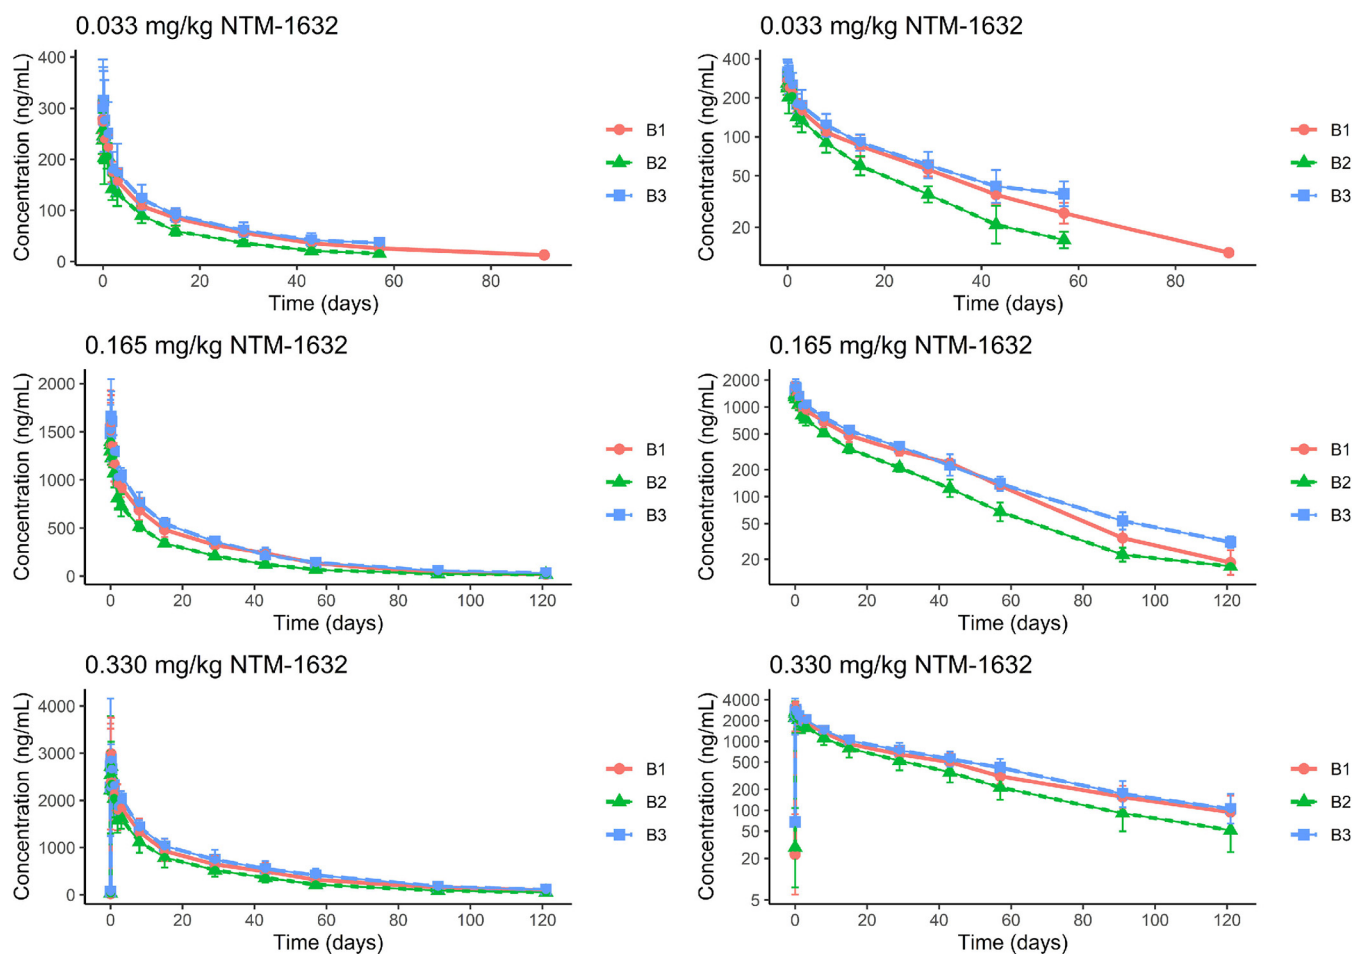 0.033 mg/kg NTM-1632
Concentration (ng/mL)
400
300
200
100
0
0 20 40 60 80
Time (days)
B1
B2
B3
0.033 mg/kg NTM-1632
Concentration (ng/mL)
400
200
100
50
20
0 20 40 60 80
Time (days)
B1
B2
B3
0.165 mg/kg NTM-1632
Concentration (ng/mL)
2000
1500
1000
500
0
0 20 40 60 80 100 120
Time (days)
B1
B2
B3
0.165 mg/kg NTM-1632
Concentration (ng/mL)
2000
1000
500
200
100
50
20
0 20 40 60 80 100 120
Time (days)
B1
B2
B3
0.330 mg/kg NTM-1632
Concentration (ng/mL)
4000
3000
2000
1000
0
0 20 40 60 80 100 120
Time (days)
B1
B2
B3
0.330 mg/kg NTM-1632
Concentration (ng/mL)
4000
2000
1000
500
200
100
50
20
5
0 20 40 60 80 100 120
Time (days)
B1
B2
B3